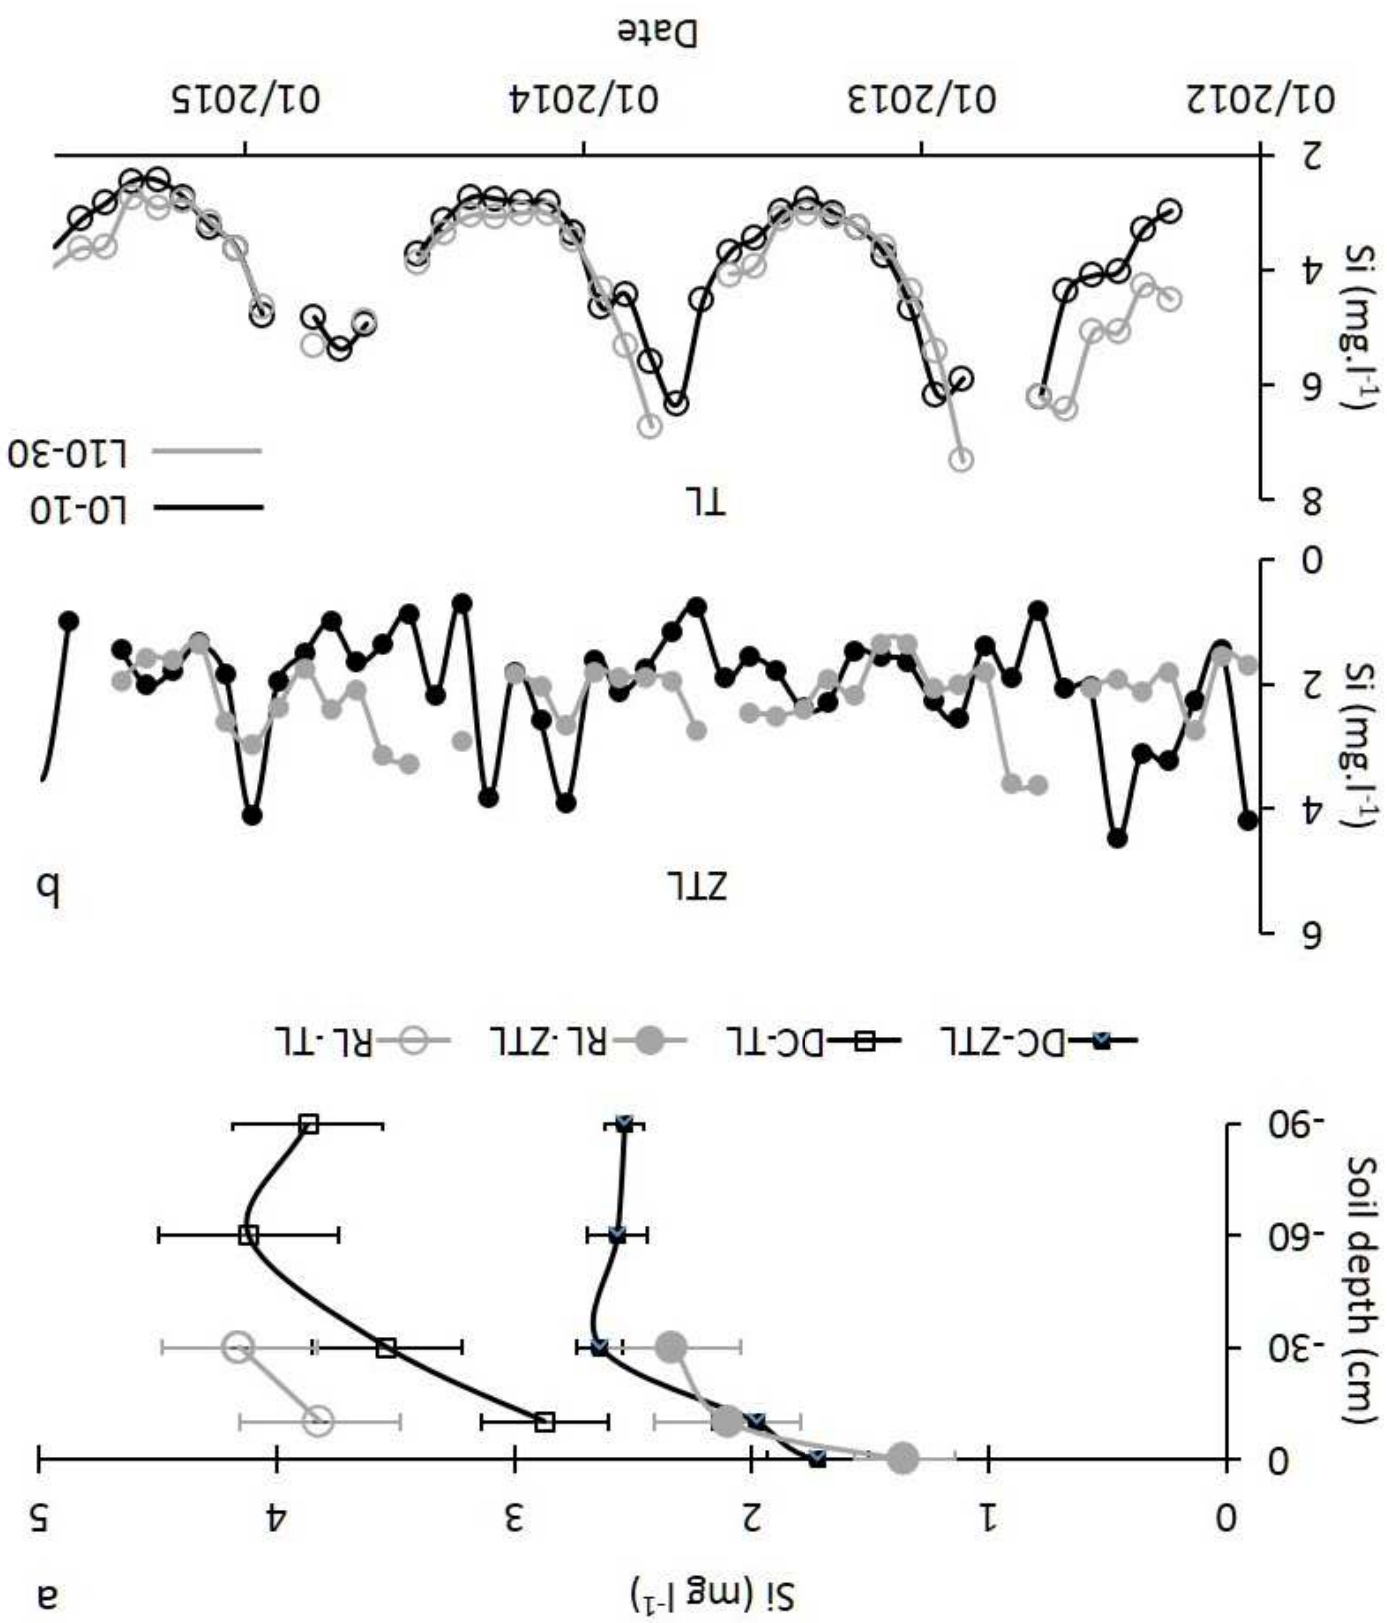 a
Si (mg l-1)
0 1 2 3 4 5
0
-30
-60
-90
Soil depth (cm)
DC-ZTL DC-TL RL-ZTL RL-TL
b
ZTL
6
4
2
0
Si (mg.l-1)
TL
L0-10
L10-30
8
6
4
2
Si (mg.l-1)
01/2012 01/2013 01/2014 01/2015
Date